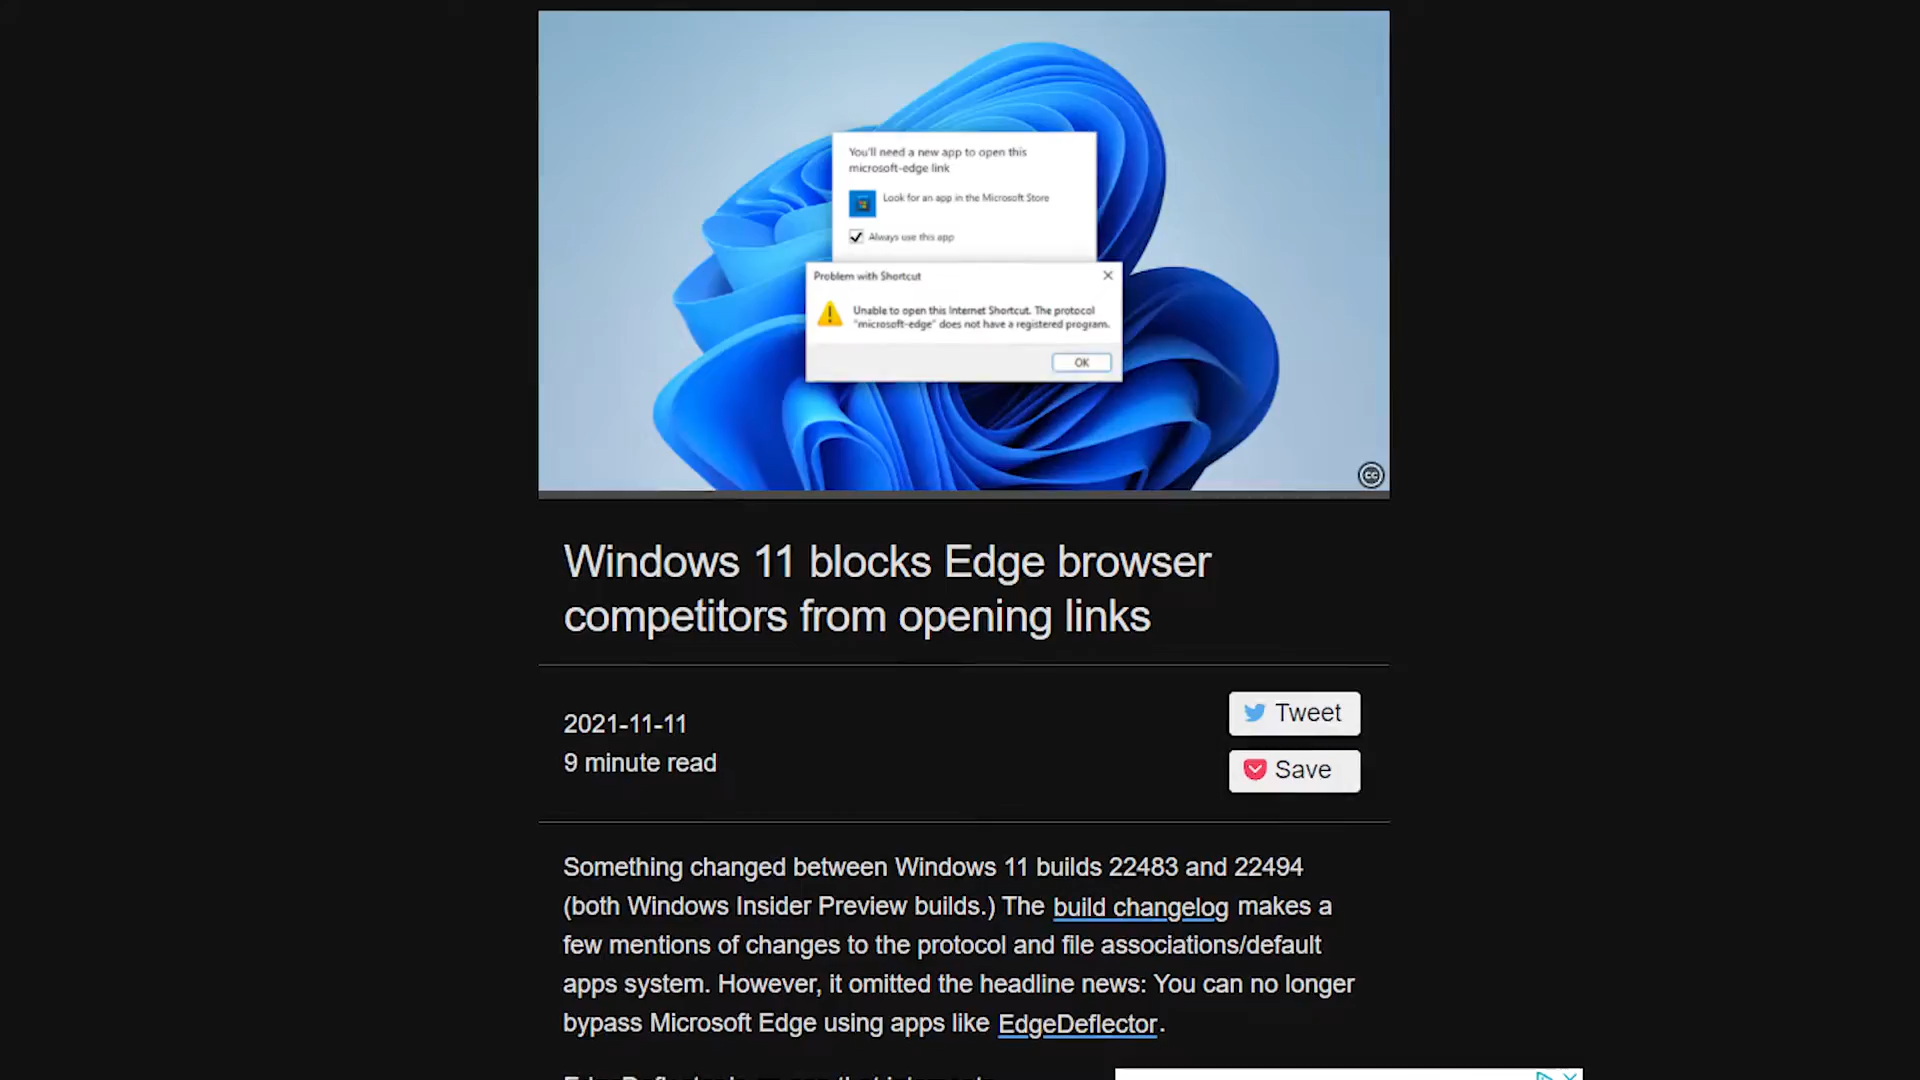 You'll need a new app to open this
microsoft-edge link
Look for an app in the Microsoft Store
Always use this app
Problem with Shortcut
Unable to open this Internet Shortcut. The protocol
"microsoft-edge" does not have a registered program.
OK
cc
Windows 11 blocks Edge browser
competitors from opening links
2021-11-11
9 minute read
Tweet
Save
Something changed between Windows 11 builds 22483 and 22494
(both Windows Insider Preview builds.) The build changelog makes a
few mentions of changes to the protocol and file associations/default
apps system. However, it omitted the headline news: You can no longer
bypass Microsoft Edge using apps like EdgeDeflector.